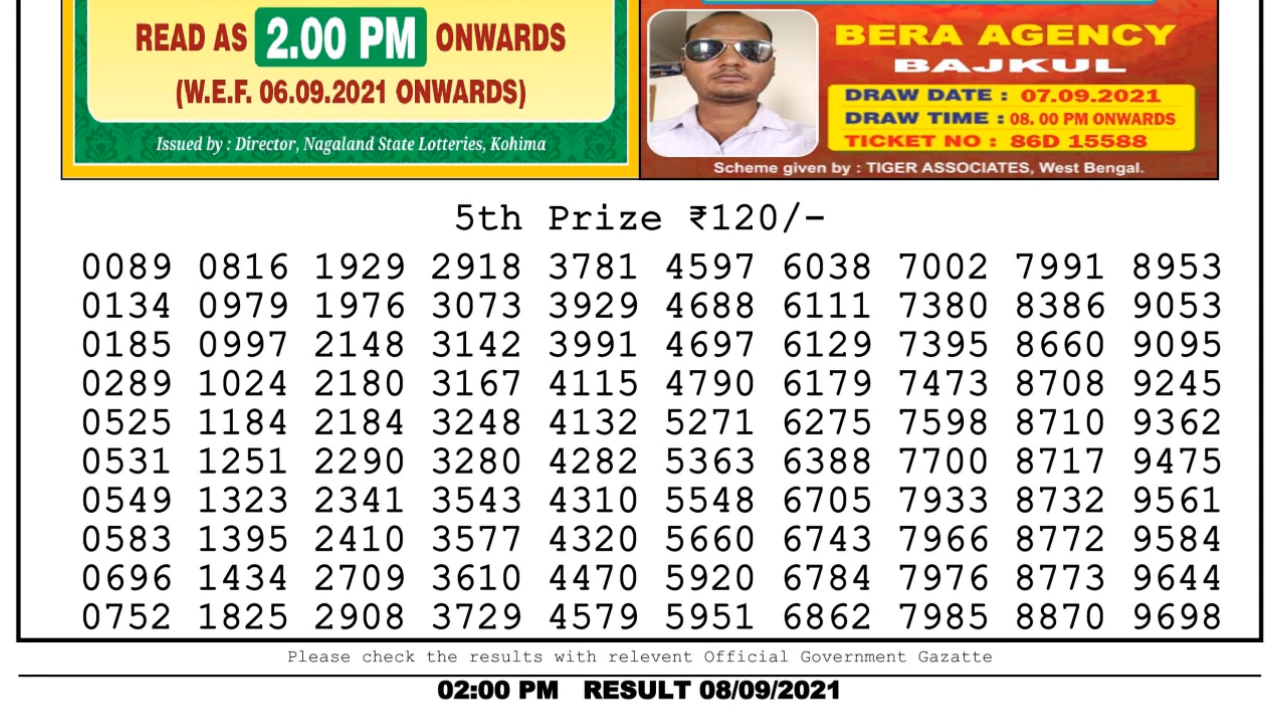 READ AS 2.00 PM ONWARDS
(W.E.F. 06.09.2021 ONWARDS)
Issued by : Director, Nagaland State Lotteries, Kohima
BERA AGENCY
BAJKUL
DRAW DATE : 07.09.2021
DRAW TIME : 08. 00 PM ONWARDS
TICKET NO : 86D 15588
Scheme given by : TIGER ASSOCIATES, West Bengal.
5th Prize ₹120/-
0089 0816 1929 2918 3781 4597 6038 7002 7991 8953
0134 0979 1976 3073 3929 4688 6111 7380 8386 9053
0185 0997 2148 3142 3991 4697 6129 7395 8660 9095
0289 1024 2180 3167 4115 4790 6179 7473 8708 9245
0525 1184 2184 3248 4132 5271 6275 7598 8710 9362
0531 1251 2290 3280 4282 5363 6388 7700 8717 9475
0549 1323 2341 3543 4310 5548 6705 7933 8732 9561
0583 1395 2410 3577 4320 5660 6743 7966 8772 9584
0696 1434 2709 3610 4470 5920 6784 7976 8773 9644
0752 1825 2908 3729 4579 5951 6862 7985 8870 9698
Please check the results with relevent Official Government Gazatte
02:00 PM RESULT 08/09/2021